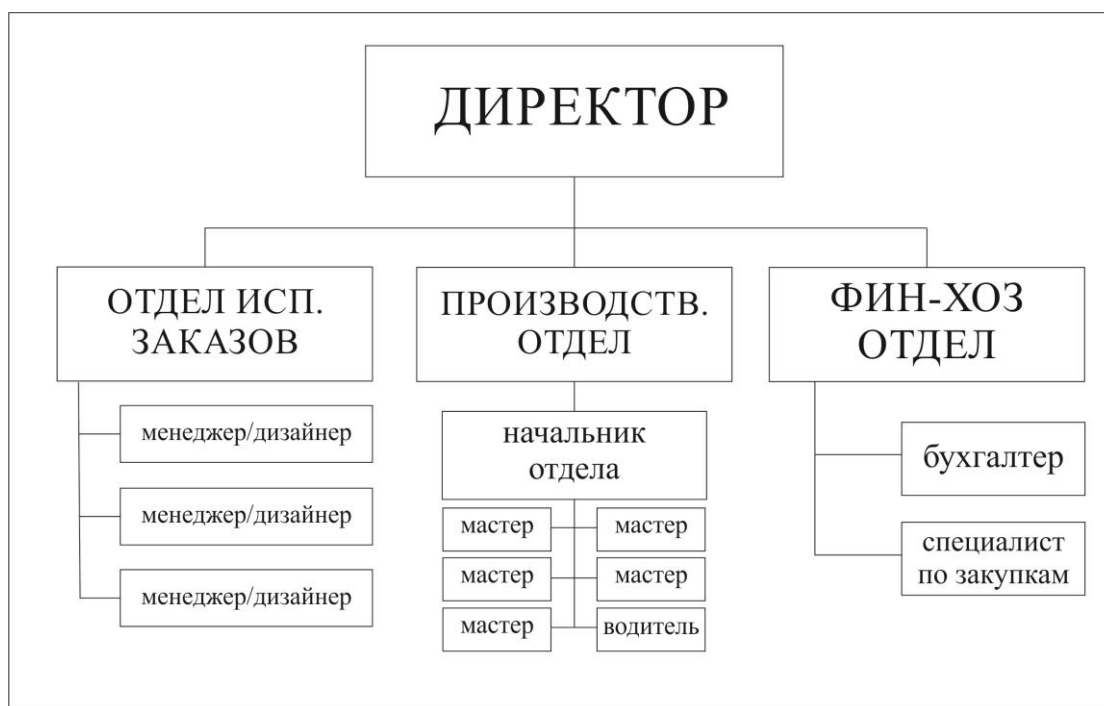 ДИРЕКТОР
ОТДЕЛ ИСП.
ЗАКАЗОВ
менеджер/дизайнер
менеджер/дизайнер
менеджер/дизайнер
ПРОИЗВОДСТВ.
ОТДЕЛ
начальник
отдела
мастер
мастер
мастер
мастер
мастер
водитель
ФИН-ХОЗ
ОТДЕЛ
бухгалтер
специалист
по закупкам